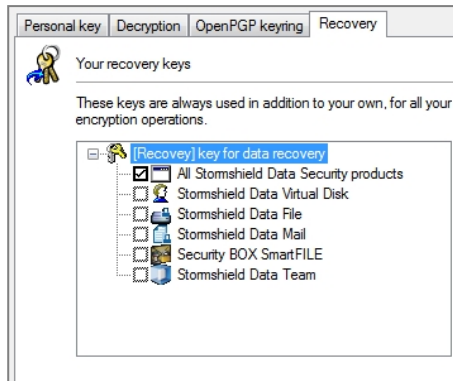 Personal key Decryption OpenPGP keyring Recovery
Your recovery keys
These keys are always used in addition to your own, for all your
encryption operations.
[Recovey] key for data recovery
All Stormshield Data Security products
Stormshield Data Virtual Disk
Stormshield Data File
Stormshield Data Mail
Security BOX SmartFILE
Stormshield Data Team